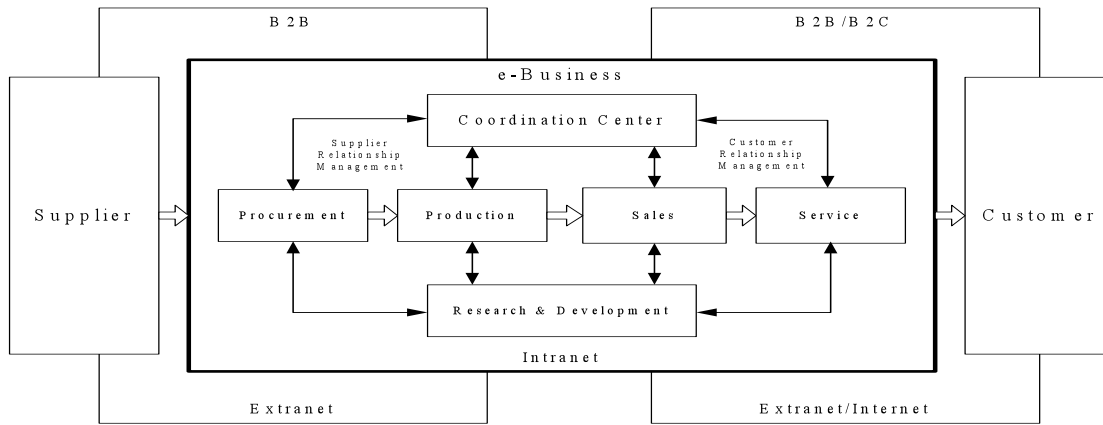 B2B
B2B/B2C
e-Business
Coordination Center
Supplier
Relationship
Management
Customer
Relationship
Management
Supplier
Procurement
Production
Sales
Service
Customer
Research & Development
Intranet
Extranet
Extranet/Internet